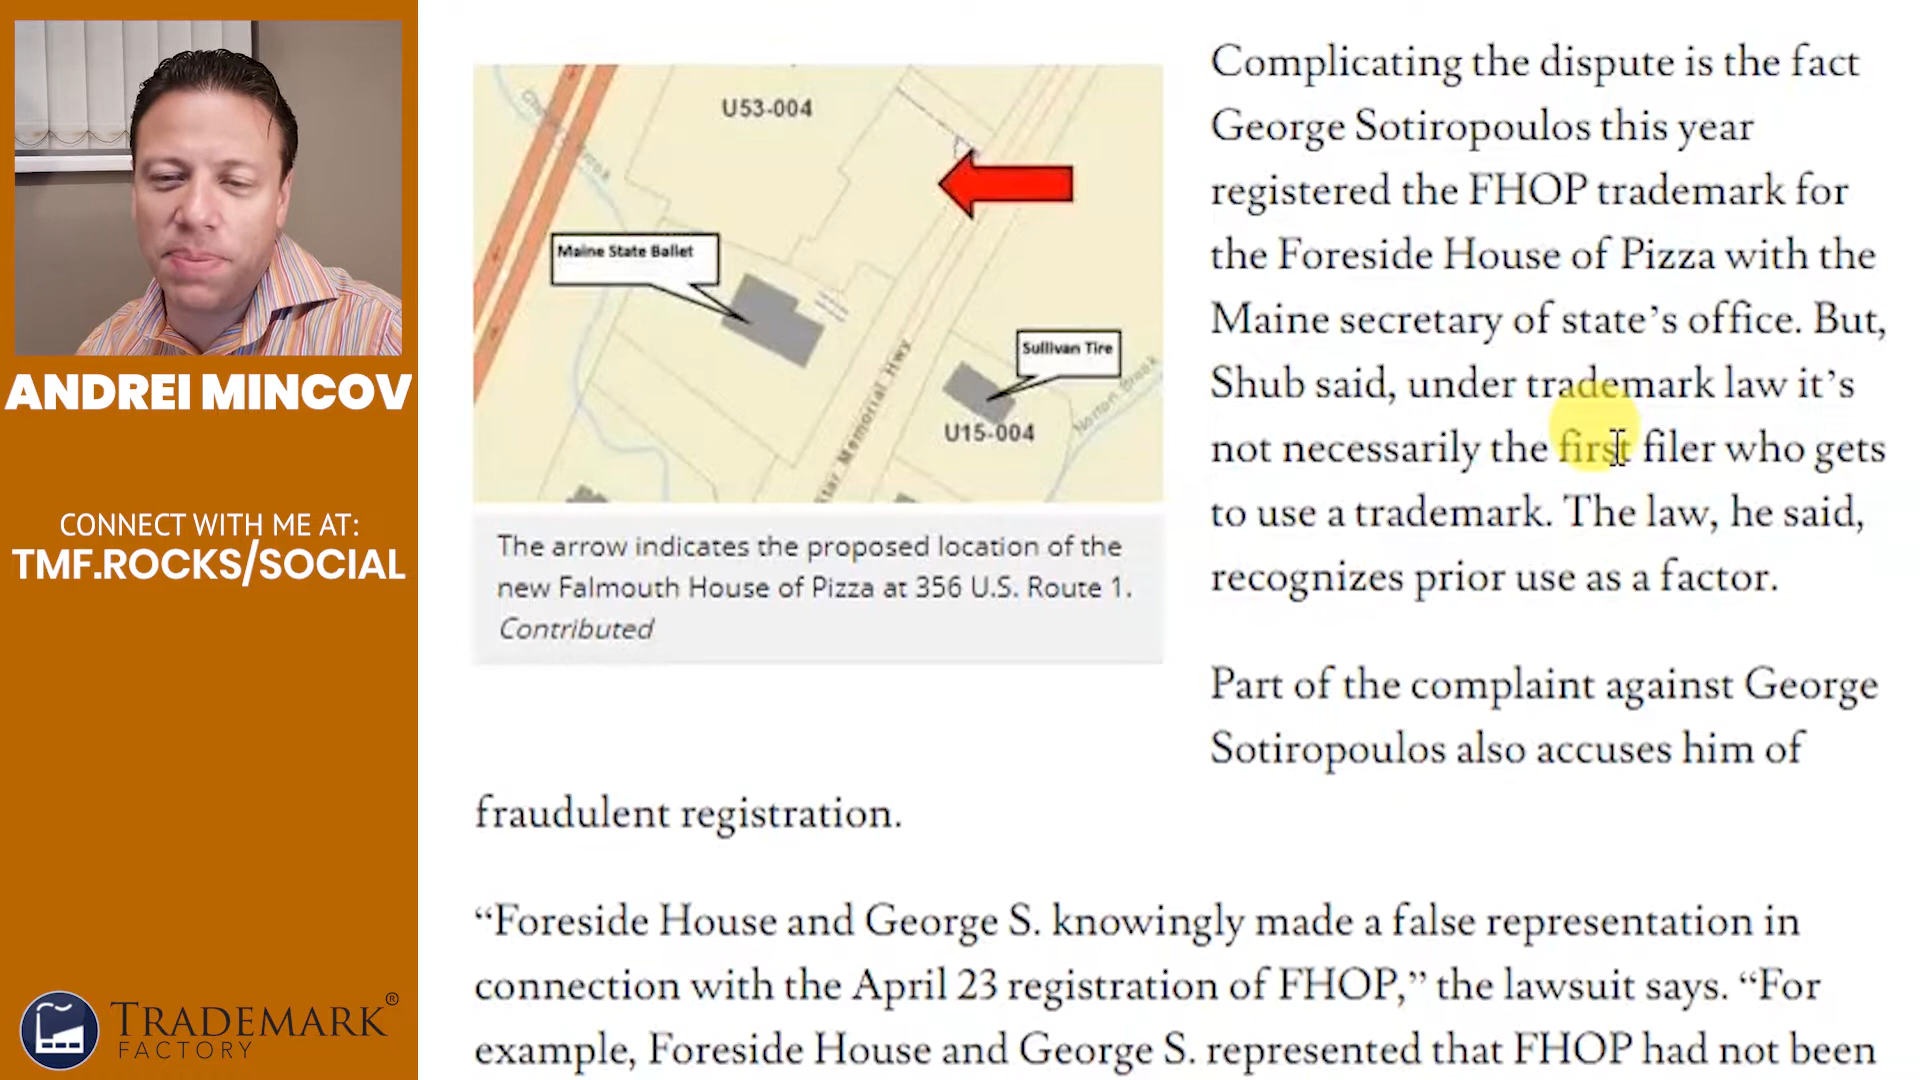 ANDREI MINCOV
CONNECT WITH ME AT:
TMF.ROCKS/SOCIAL
TRADEMARK®
FACTORY
U53-004
Maine State Ballet
Sullivan Tire
U15-004
Memorial Hwy
Norton Brook
The arrow indicates the proposed location of the
new Falmouth House of Pizza at 356 U.S. Route 1.
Contributed
Complicating the dispute is the fact
George Sotiropoulos this year
registered the FHOP trademark for
the Foreside House of Pizza with the
Maine secretary of state’s office. But,
Shub said, under trademark law it’s
not necessarily the first filer who gets
to use a trademark. The law, he said,
recognizes prior use as a factor.
Part of the complaint against George
Sotiropoulos also accuses him of
fraudulent registration.
“Foreside House and George S. knowingly made a false representation in
connection with the April 23 registration of FHOP,” the lawsuit says. “For
example, Foreside House and George S. represented that FHOP had not been